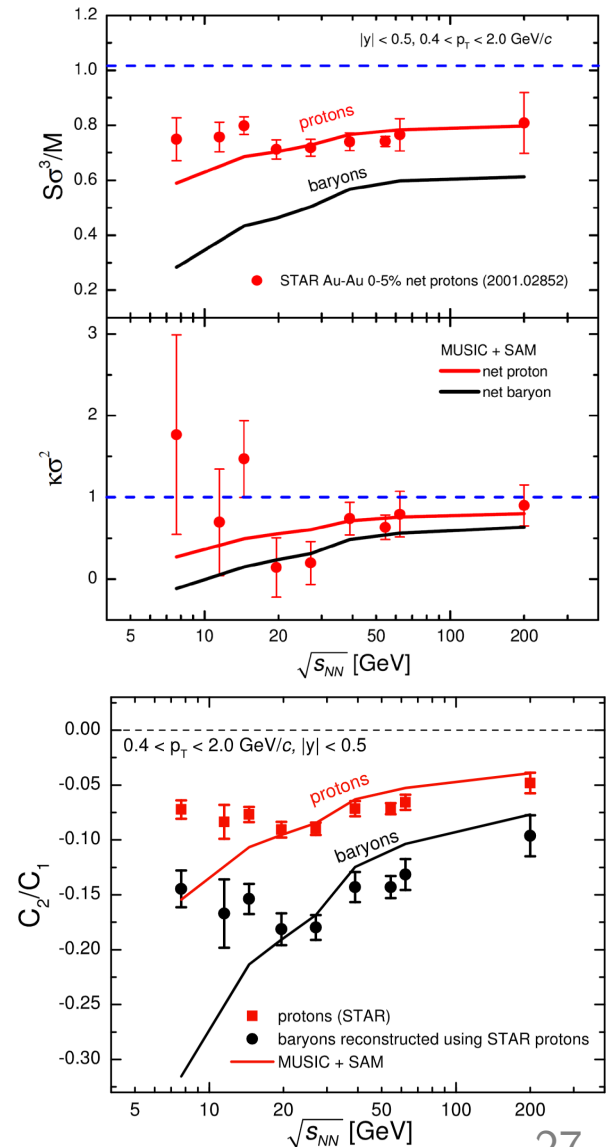 1.2
|y| < 0.5, 0.4 < p_T < 2.0 GeV/c
1.0
protons
0.8
Sσ³/M
0.6
baryons
0.4
STAR Au-Au 0-5% net protons (2001.02852)
0.2
3
MUSIC + SAM
net proton
net baryon
2
κσ²
1
0
5 10 20 50 100 200
√s_NN [GeV]
0.00
0.4 < p_T < 2.0 GeV/c, |y| < 0.5
-0.05
protons
-0.10
baryons
C₂/C₁
-0.15
-0.20
-0.25
protons (STAR)
baryons reconstructed using STAR protons
-0.30
MUSIC + SAM
5 10 20 50 100 200
√s_NN [GeV]
27